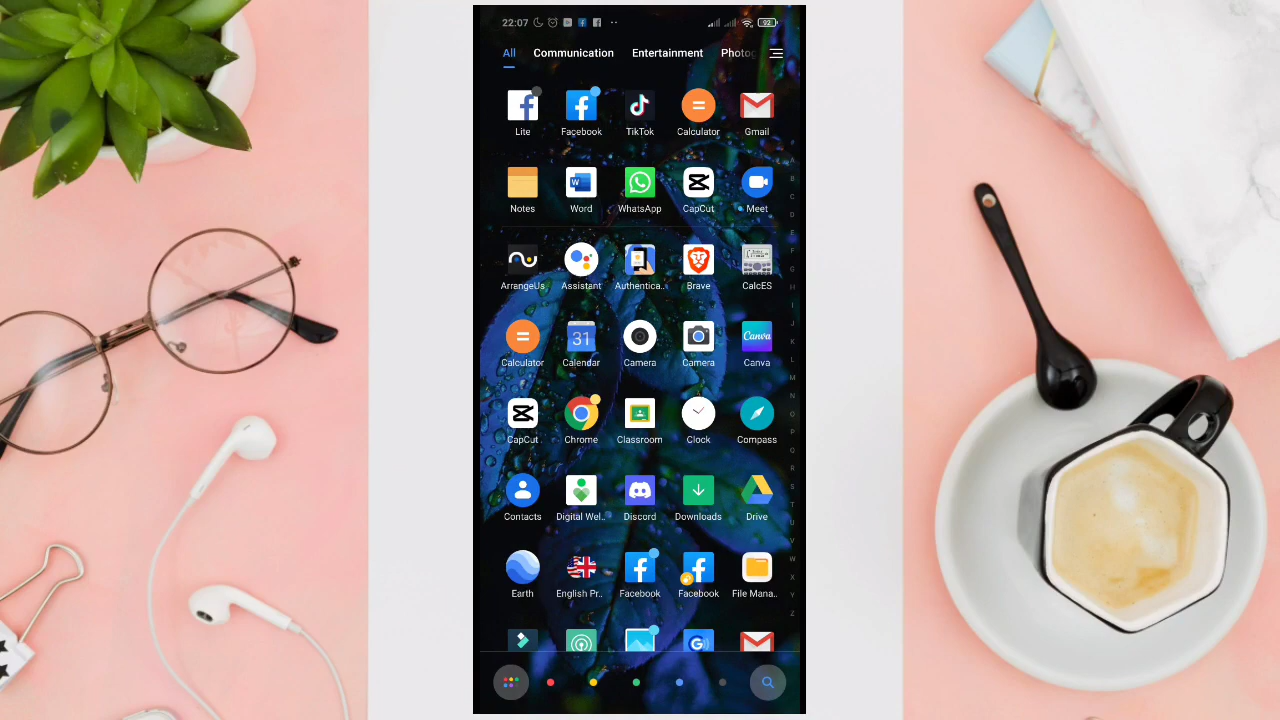 22:07
92
All Communication Entertainment Photo
Lite Facebook TikTok Calculator Gmail
Notes Word WhatsApp CapCut Meet
ArrangeUs Assistant Authentica.. Brave CalcES
31
Canva
Calculator Calendar Camera Camera Canva
CapCut Chrome Classroom Clock Compass
Contacts Digital Wel.. Discord Downloads Drive
Earth English Pr.. Facebook Facebook File Mana..
A
B
C
D
E
F
G
H
I
J
K
L
M
N
O
P
Q
R
S
T
U
V
W
X
Y
Z